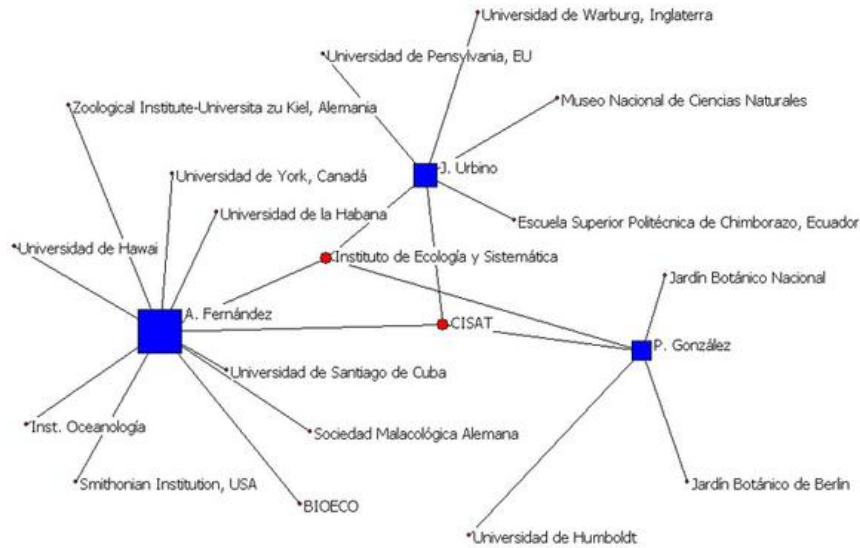 Universidad de Warburg, Inglaterra
Universidad de Pensylvania, EU
Zoological Institute-Universita zu Kiel, Alemania
Museo Nacional de Ciencias Naturales
J. Urbino
Universidad de York, Canadá
Universidad de la Habana
Escuela Superior Politécnica de Chimborazo, Ecuador
Universidad de Hawai
Instituto de Ecología y Sistemática
Jardín Botánico Nacional
A. Fernández
CISAT
P. González
Universidad de Santiago de Cuba
Inst. Oceanología
Sociedad Malacológica Alemana
Smithonian Institution, USA
Jardín Botánico de Berlin
BIOECO
Universidad de Humboldt